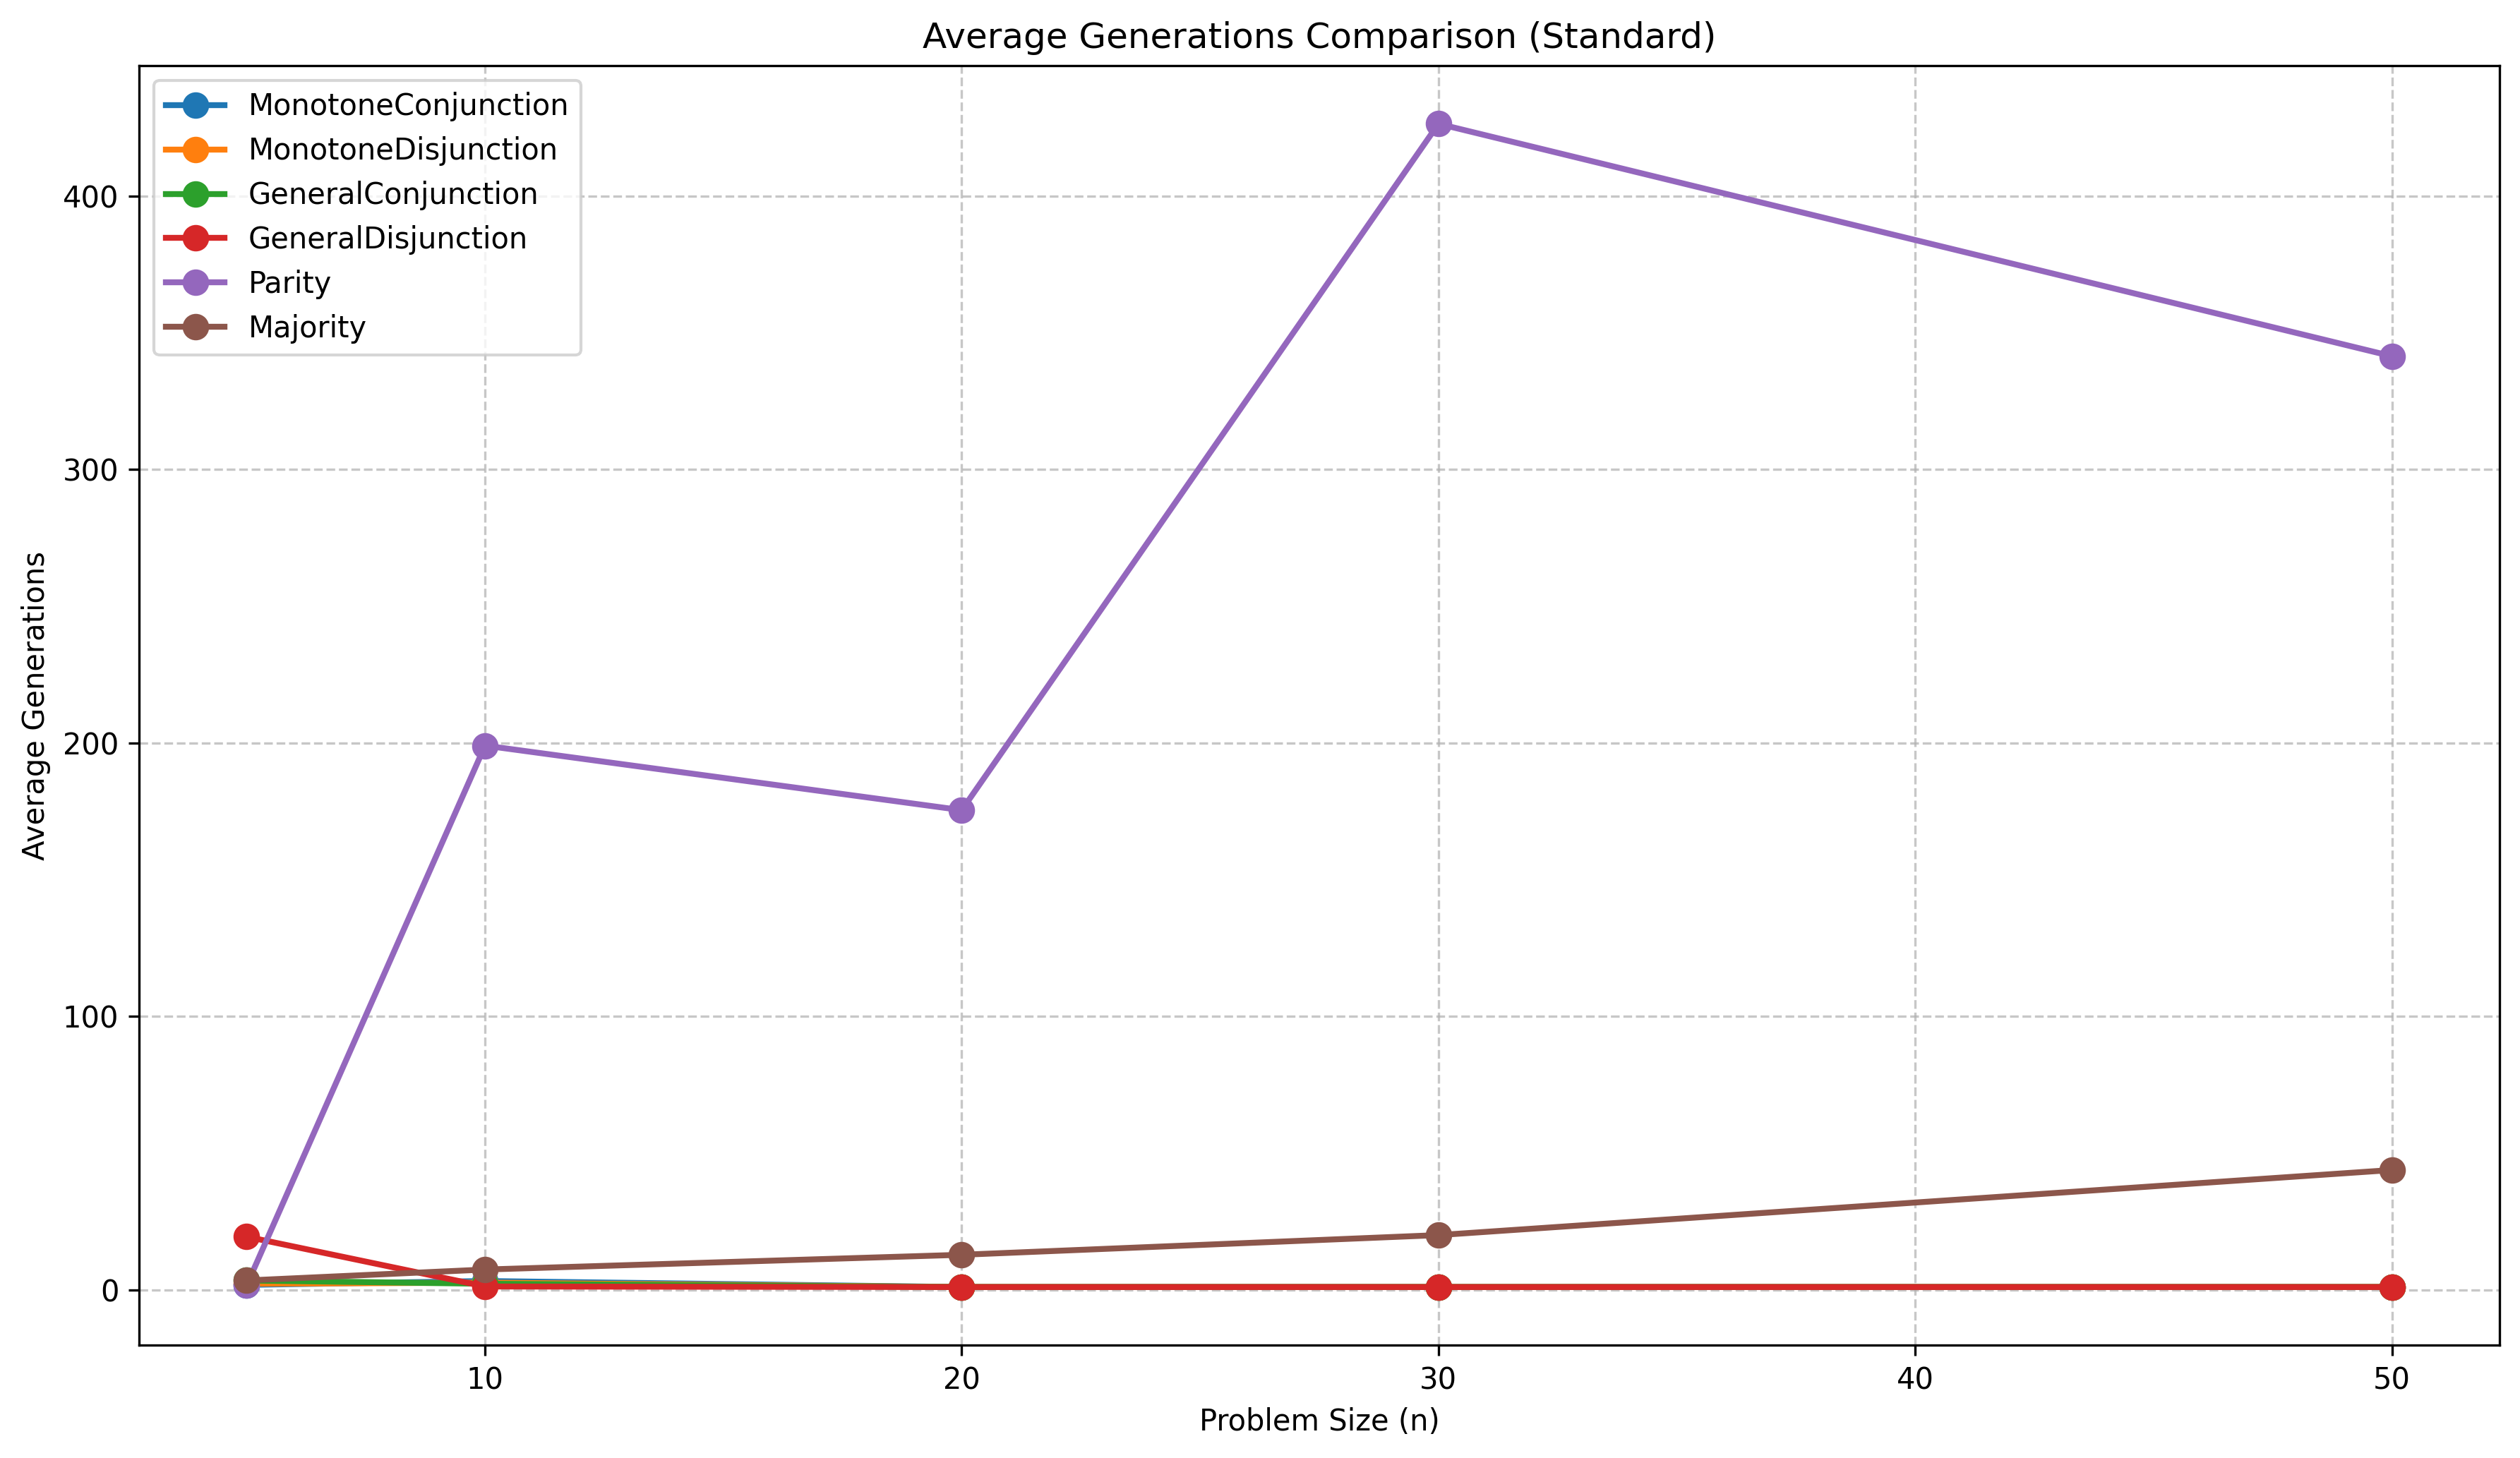 Average Generations Comparison (Standard)
MonotoneConjunction
MonotoneDisjunction
GeneralConjunction
GeneralDisjunction
Parity
Majority
400
300
200
100
0
Average Generations
10 20 30 40 50
Problem Size (n)